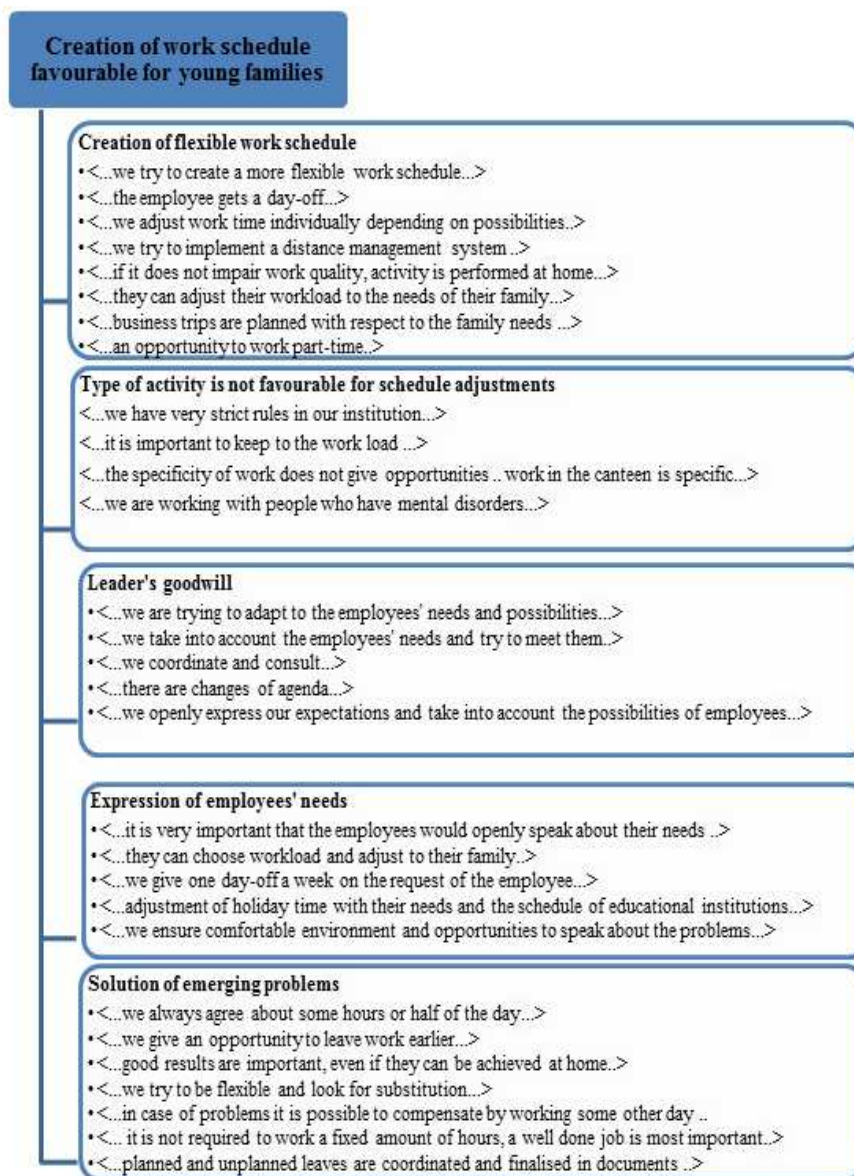 Creation of work schedule
favourable for young families
Creation of flexible work schedule
•<...we try to create a more flexible work schedule...>
•<...the employee gets a day-off...>
•<...we adjust work time individually depending on possibilities..>
•<...we try to implement a distance management system ..>
•<...if it does not impair work quality, activity is performed at home...>
•<...they can adjust their workload to the needs of their family...>
•<...business trips are planned with respect to the family needs ...>
•<...an opportunity to work part-time..>
Type of activity is not favourable for schedule adjustments
<...we have very strict rules in our institution...>
<...it is important to keep to the work load ...>
<...the specificity of work does not give opportunities .. work in the canteen is specific...>
<...we are working with people who have mental disorders...>
Leader's goodwill
•<...we are trying to adapt to the employees' needs and possibilities...>
•<...we take into account the employees' needs and try to meet them..>
•<...we coordinate and consult...>
•<...there are changes of agenda...>
•<...we openly express our expectations and take into account the possibilities of employees...>
Expression of employees' needs
•<...it is very important that the employees would openly speak about their needs ..>
•<...they can choose workload and adjust to their family..>
•<...we give one day-off a week on the request of the employee...>
•<...adjustment of holiday time with their needs and the schedule of educational institutions...>
•<...we ensure comfortable environment and opportunities to speak about the problems...>
Solution of emerging problems
•<...we always agree about some hours or half of the day...>
•<...we give an opportunity to leave work earlier...>
•<...good results are important, even if they can be achieved at home..>
•<...we try to be flexible and look for substitution...>
•<...in case of problems it is possible to compensate by working some other day ..
•<... it is not required to work a fixed amount of hours, a well done job is most important..>
•<...planned and unplanned leaves are coordinated and finalised in documents ..>